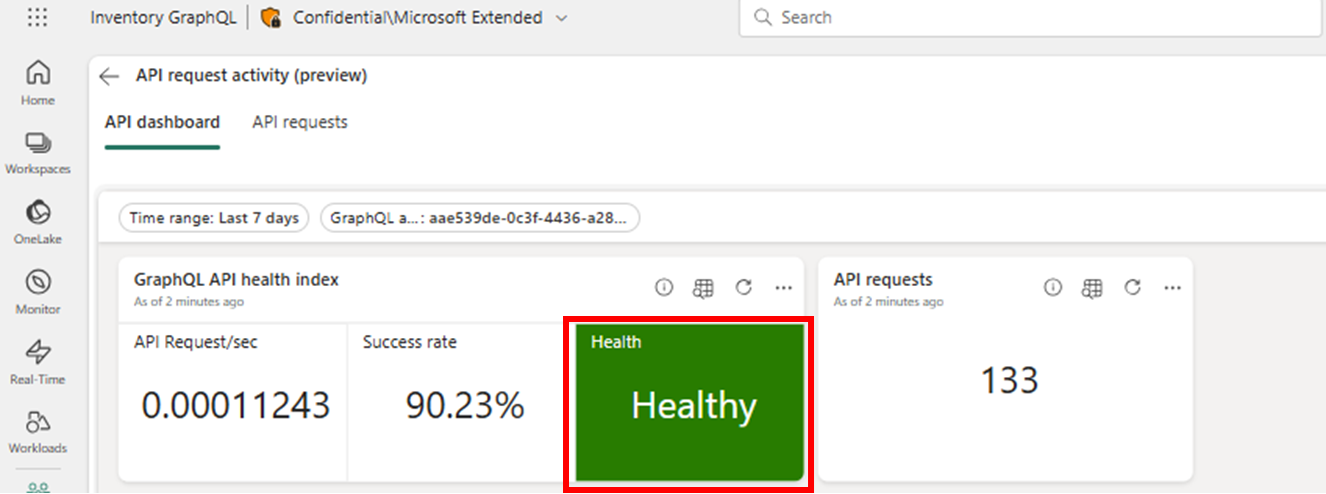 Inventory GraphQL
Confidential\Microsoft Extended
Search
Home
Workspaces
OneLake
Monitor
Real-Time
Workloads
API request activity (preview)
API dashboard
API requests
Time range: Last 7 days
GraphQL a...: aae539de-0c3f-4436-a28...
GraphQL API health index
As of 2 minutes ago
API Request/sec
0.00011243
Success rate
90.23%
Health
Healthy
API requests
As of 2 minutes ago
133